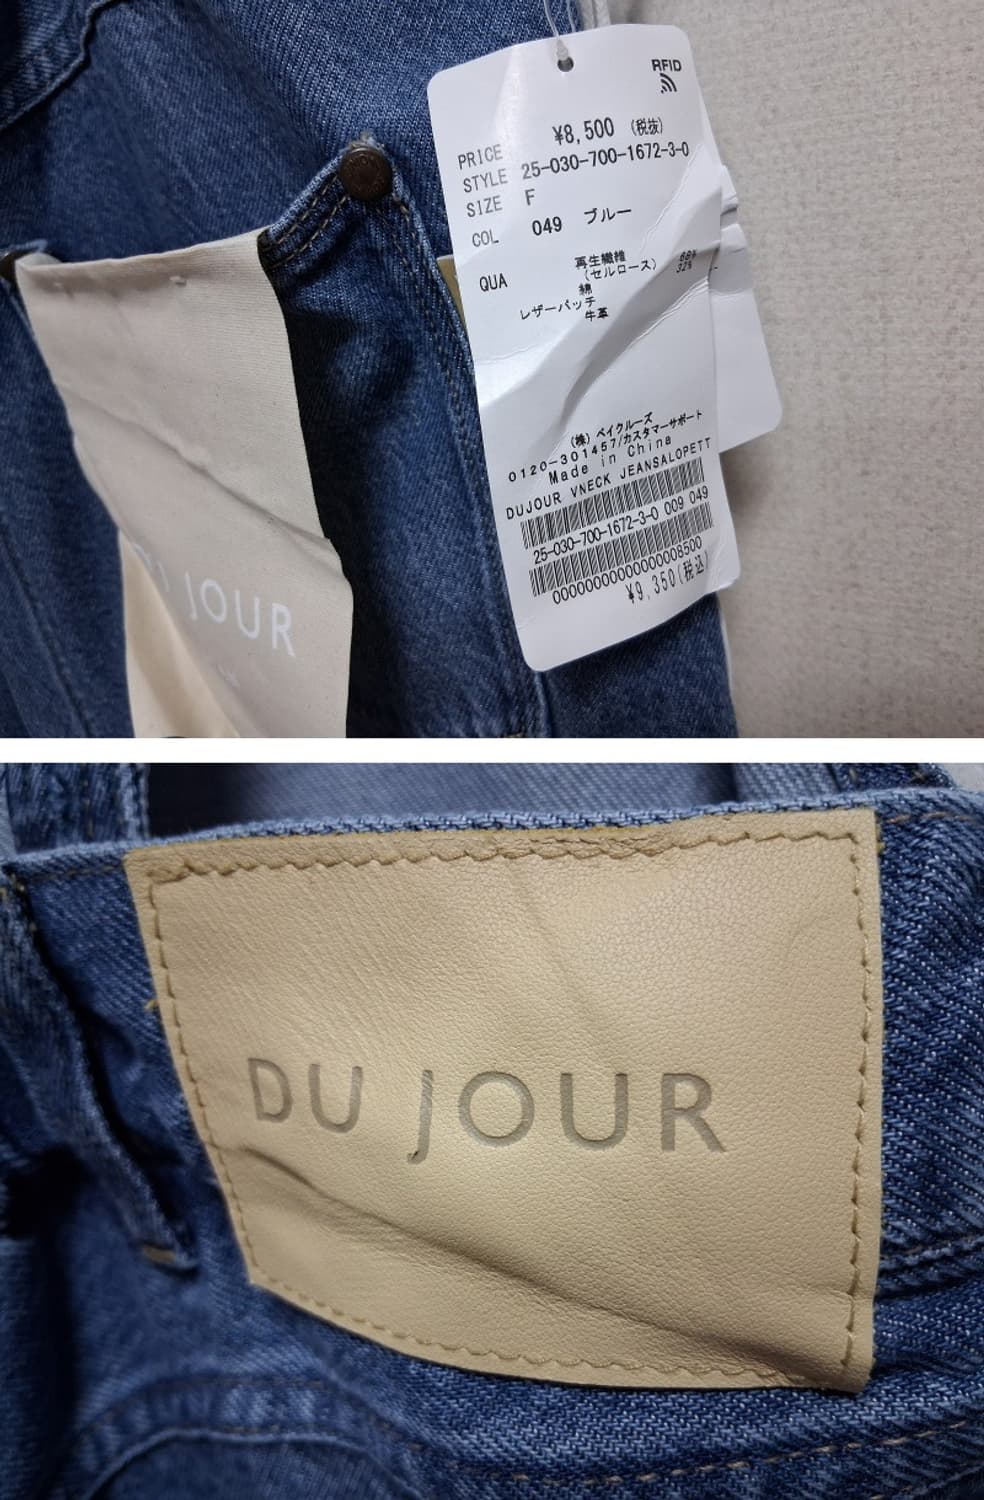 RFID
PRICE ¥8,500 (税抜)
STYLE 25-030-700-1672-3-0
SIZE F
COL 049 ブルー
QUA 再生繊維
(セルロース) 68%
綿 32%
レザーパッチ
牛革
(株) ベイクルーズ
0120-301457/カスタマーサポート
Made in China
DUJOUR VNECK JEANSALOPETT
25-030-700-1672-3-0 009 049
¥9,350(税込)
JOUR
DU JOUR